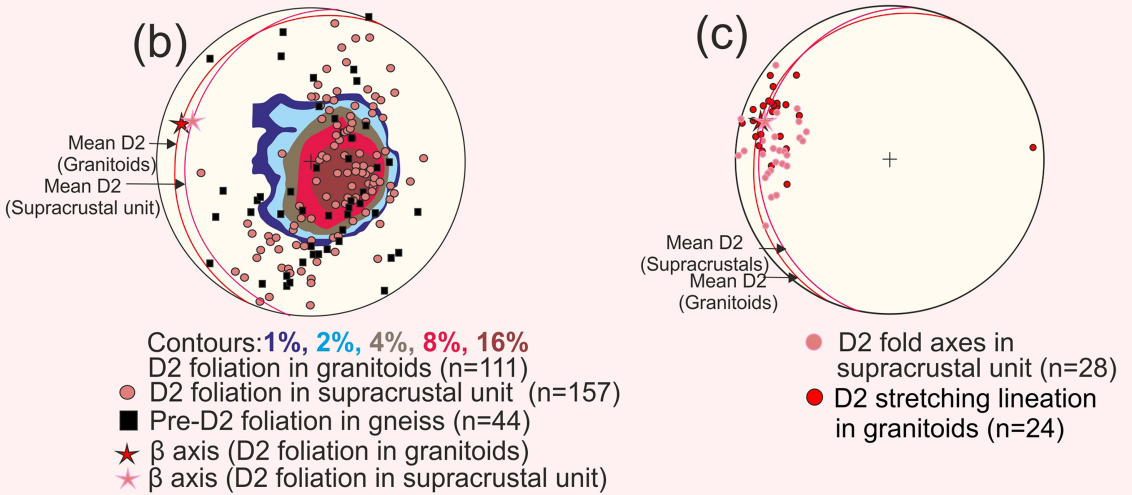 (b)
Mean D2
(Granitoids)
Mean D2
(Supracrustal unit)
Contours:1%, 2%, 4%, 8%, 16%
D2 foliation in granitoids (n=111)
D2 foliation in supracrustal unit (n=157)
Pre-D2 foliation in gneiss (n=44)
β axis (D2 foliation in granitoids)
β axis (D2 foliation in supracrustal unit)
(c)
Mean D2
(Supracrustals)
Mean D2
(Granitoids)
D2 fold axes in
supracrustal unit (n=28)
D2 stretching lineation
in granitoids (n=24)